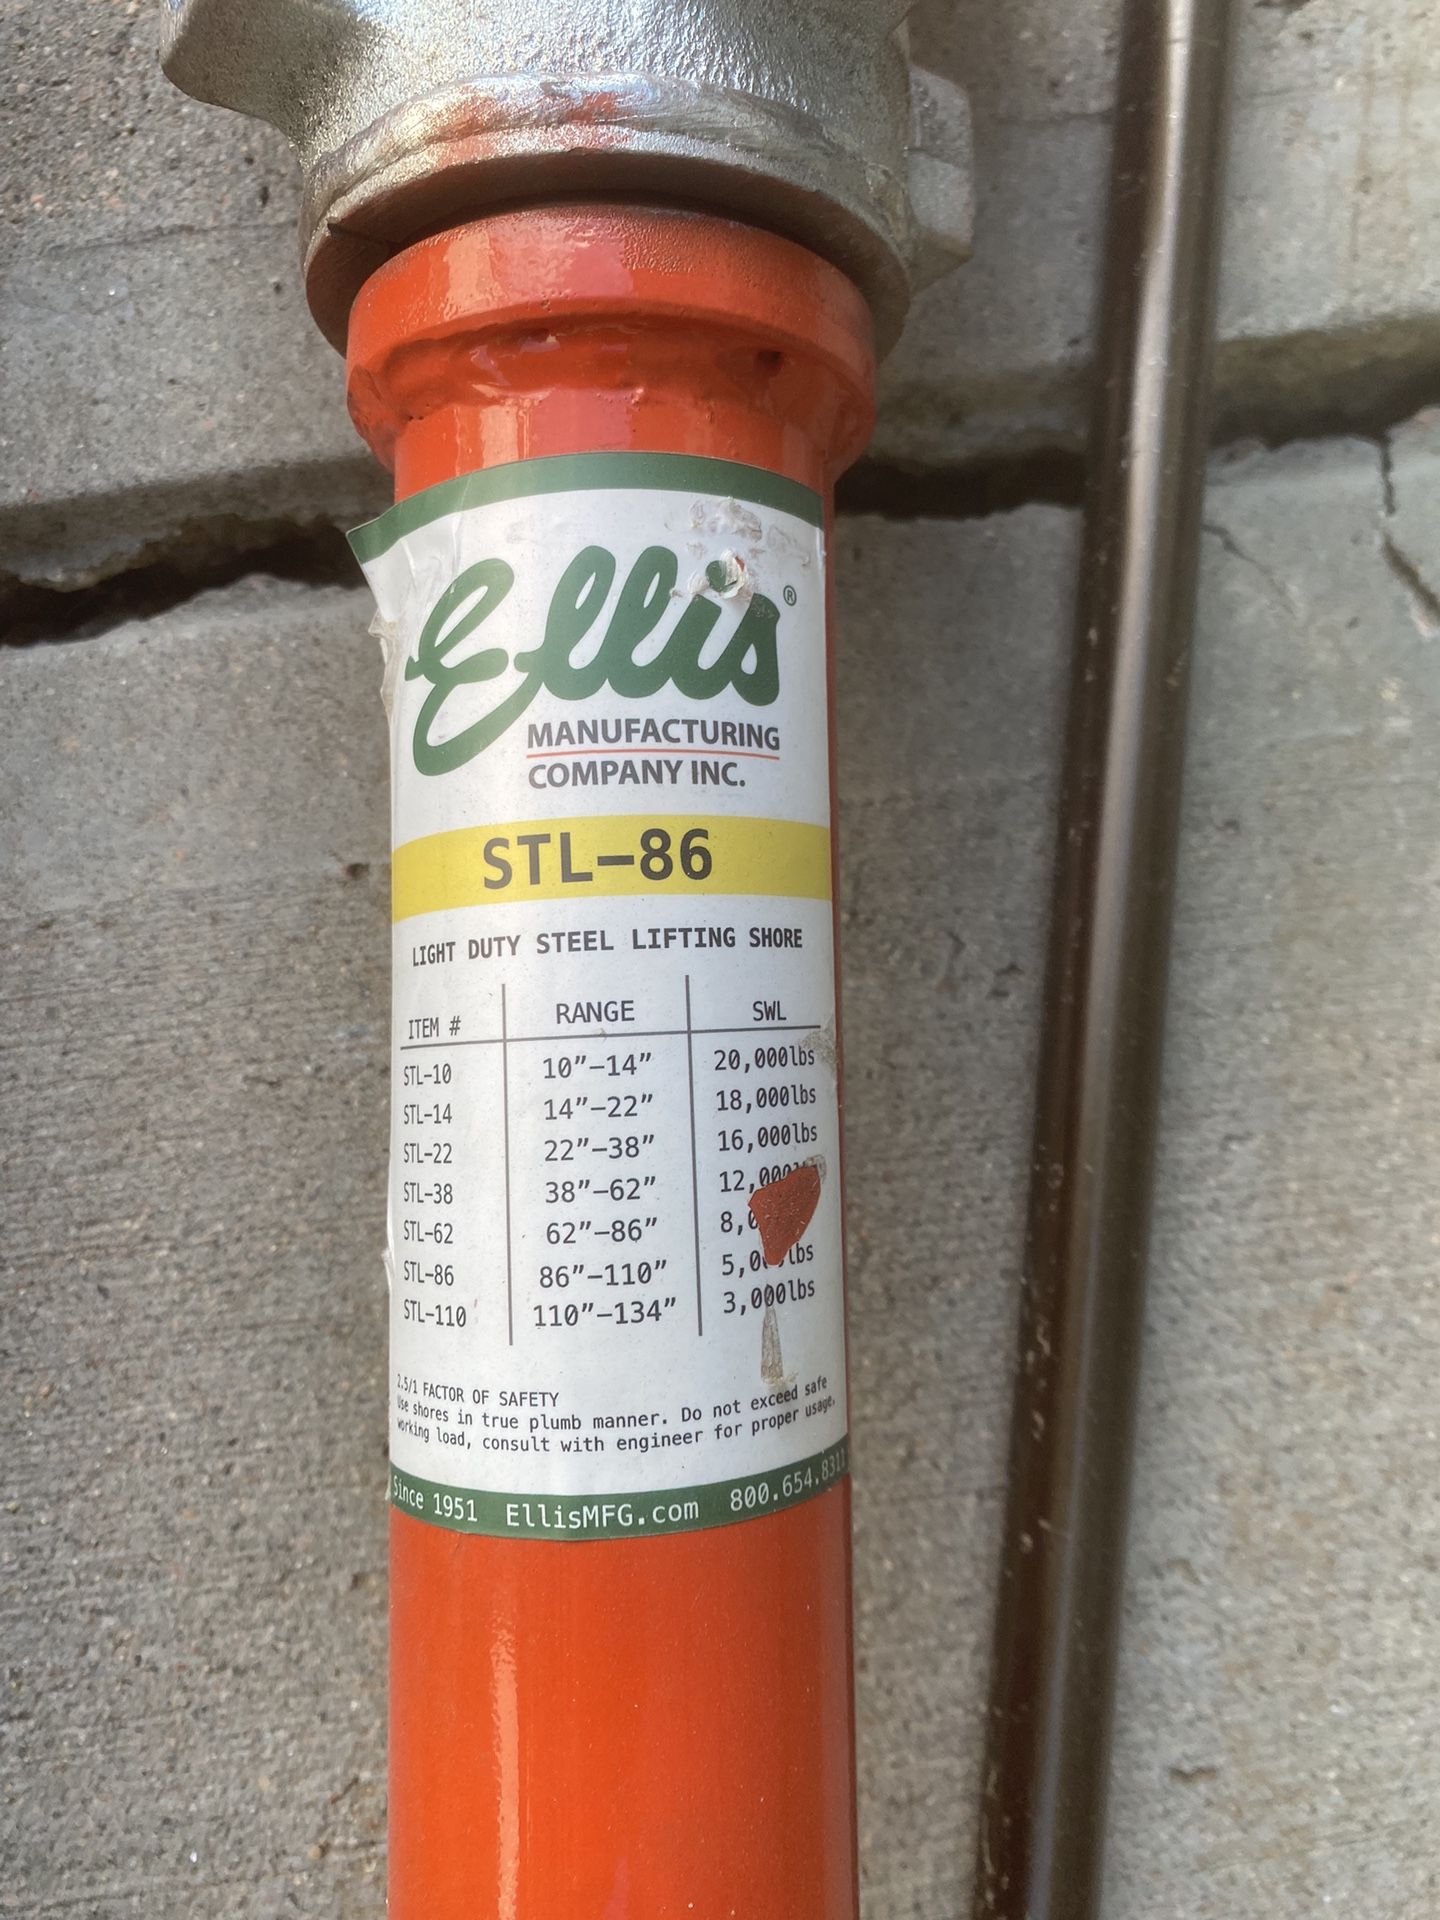 Ellis®
MANUFACTURING
COMPANY INC.
STL-86
LIGHT DUTY STEEL LIFTING SHORE
ITEM # RANGE SWL
STL-10 10"-14" 20,000lbs
STL-14 14"-22" 18,000lbs
STL-22 22"-38" 16,000lbs
STL-38 38"-62"
STL-62 62"-86"
STL-86 86"-110"
STL-110 110"-134" 3,000lbs
2.5/1 FACTOR OF SAFETY
Use shores in true plumb manner. Do not exceed safe
working load, consult with engineer for proper usage.
Since 1951 EllisMFG.com 800.654.8311